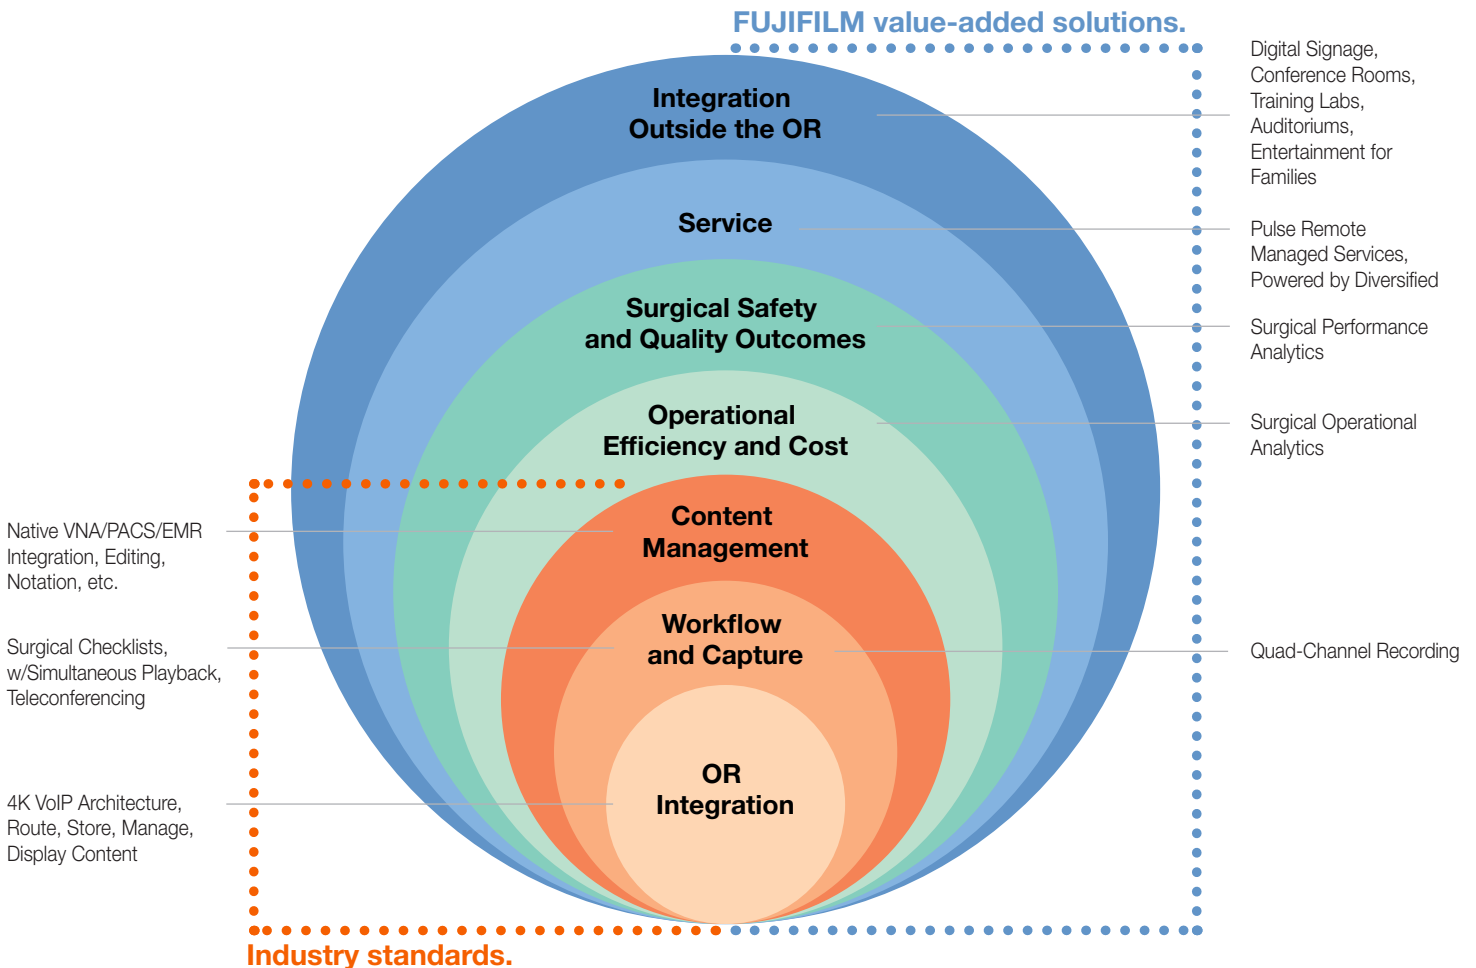 FUJIFILM value-added solutions.
Integration
Outside the OR
Digital Signage,
Conference Rooms,
Training Labs,
Auditoriums,
Entertainment for
Families
Service
Pulse Remote
Managed Services,
Powered by Diversified
Surgical Safety
and Quality Outcomes
Surgical Performance
Analytics
Operational
Efficiency and Cost
Surgical Operational
Analytics
Content
Management
Native VNA/PACS/EMR
Integration, Editing,
Notation, etc.
Workflow
and Capture
Surgical Checklists,
w/Simultaneous Playback,
Teleconferencing
Quad-Channel Recording
OR
Integration
4K VoIP Architecture,
Route, Store, Manage,
Display Content
Industry standards.